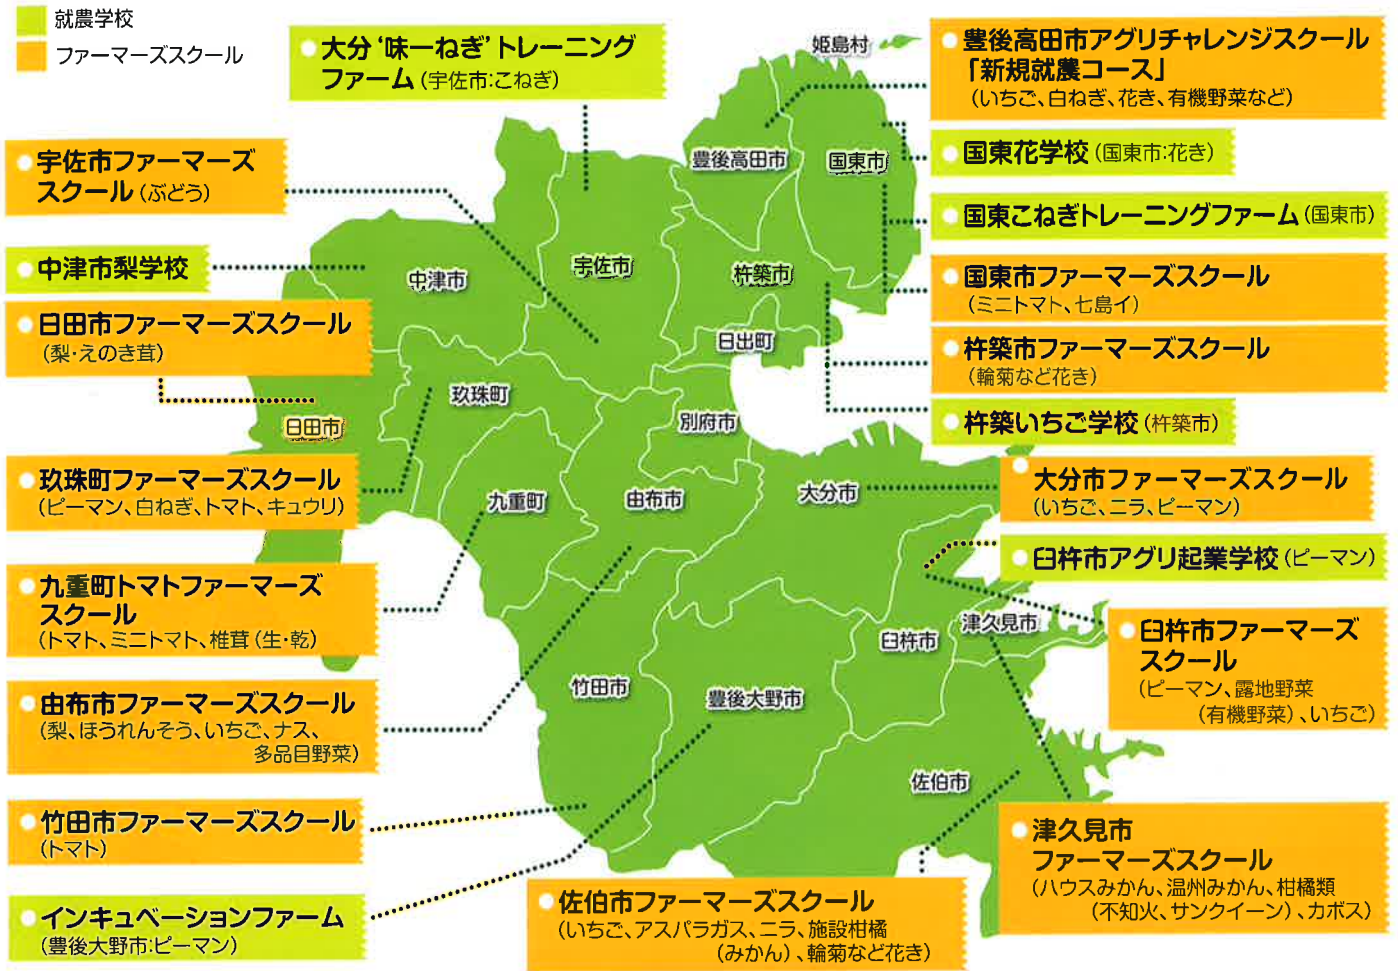 就農学校
ファーマーズスクール
大分‘味一ねぎ’トレーニング
ファーム(宇佐市:こねぎ)
姫島村
豊後高田市アグリチャレンジスクール
「新規就農コース」
(いちご、白ねぎ、花き、有機野菜など)
宇佐市ファーマーズ
スクール(ぶどう)
豊後高田市
国東市
国東花学校(国東市:花き)
国東こねぎトレーニングファーム(国東市)
中津市梨学校
中津市
宇佐市
杵築市
国東市ファーマーズスクール
(ミニトマト、七島イ)
日田市ファーマーズスクール
(梨・えのき茸)
日出町
杵築市ファーマーズスクール
(輪菊など花き)
玖珠町
別府市
日田市
杵築いちご学校(杵築市)
玖珠町ファーマーズスクール
(ピーマン、白ねぎ、トマト、キュウリ)
九重町
由布市
大分市
大分市ファーマーズスクール
(いちご、ニラ、ピーマン)
臼杵市アグリ起業学校(ピーマン)
九重町トマトファーマーズ
スクール
(トマト、ミニトマト、椎茸(生・乾)
臼杵市
津久見市
臼杵市ファーマーズ
スクール
(ピーマン、露地野菜
(有機野菜)、いちご)
由布市ファーマーズスクール
(梨、ほうれんそう、いちご、ナス、
多品目野菜)
竹田市
豊後大野市
佐伯市
竹田市ファーマーズスクール
(トマト)
津久見市
ファーマーズスクール
(ハウスみかん、温州みかん、柑橘類
(不知火、サンクイーン)、カボス)
インキュベーションファーム
(豊後大野市:ピーマン)
佐伯市ファーマーズスクール
(いちご、アスパラガス、ニラ、施設柑橘
(みかん)、輪菊など花き)